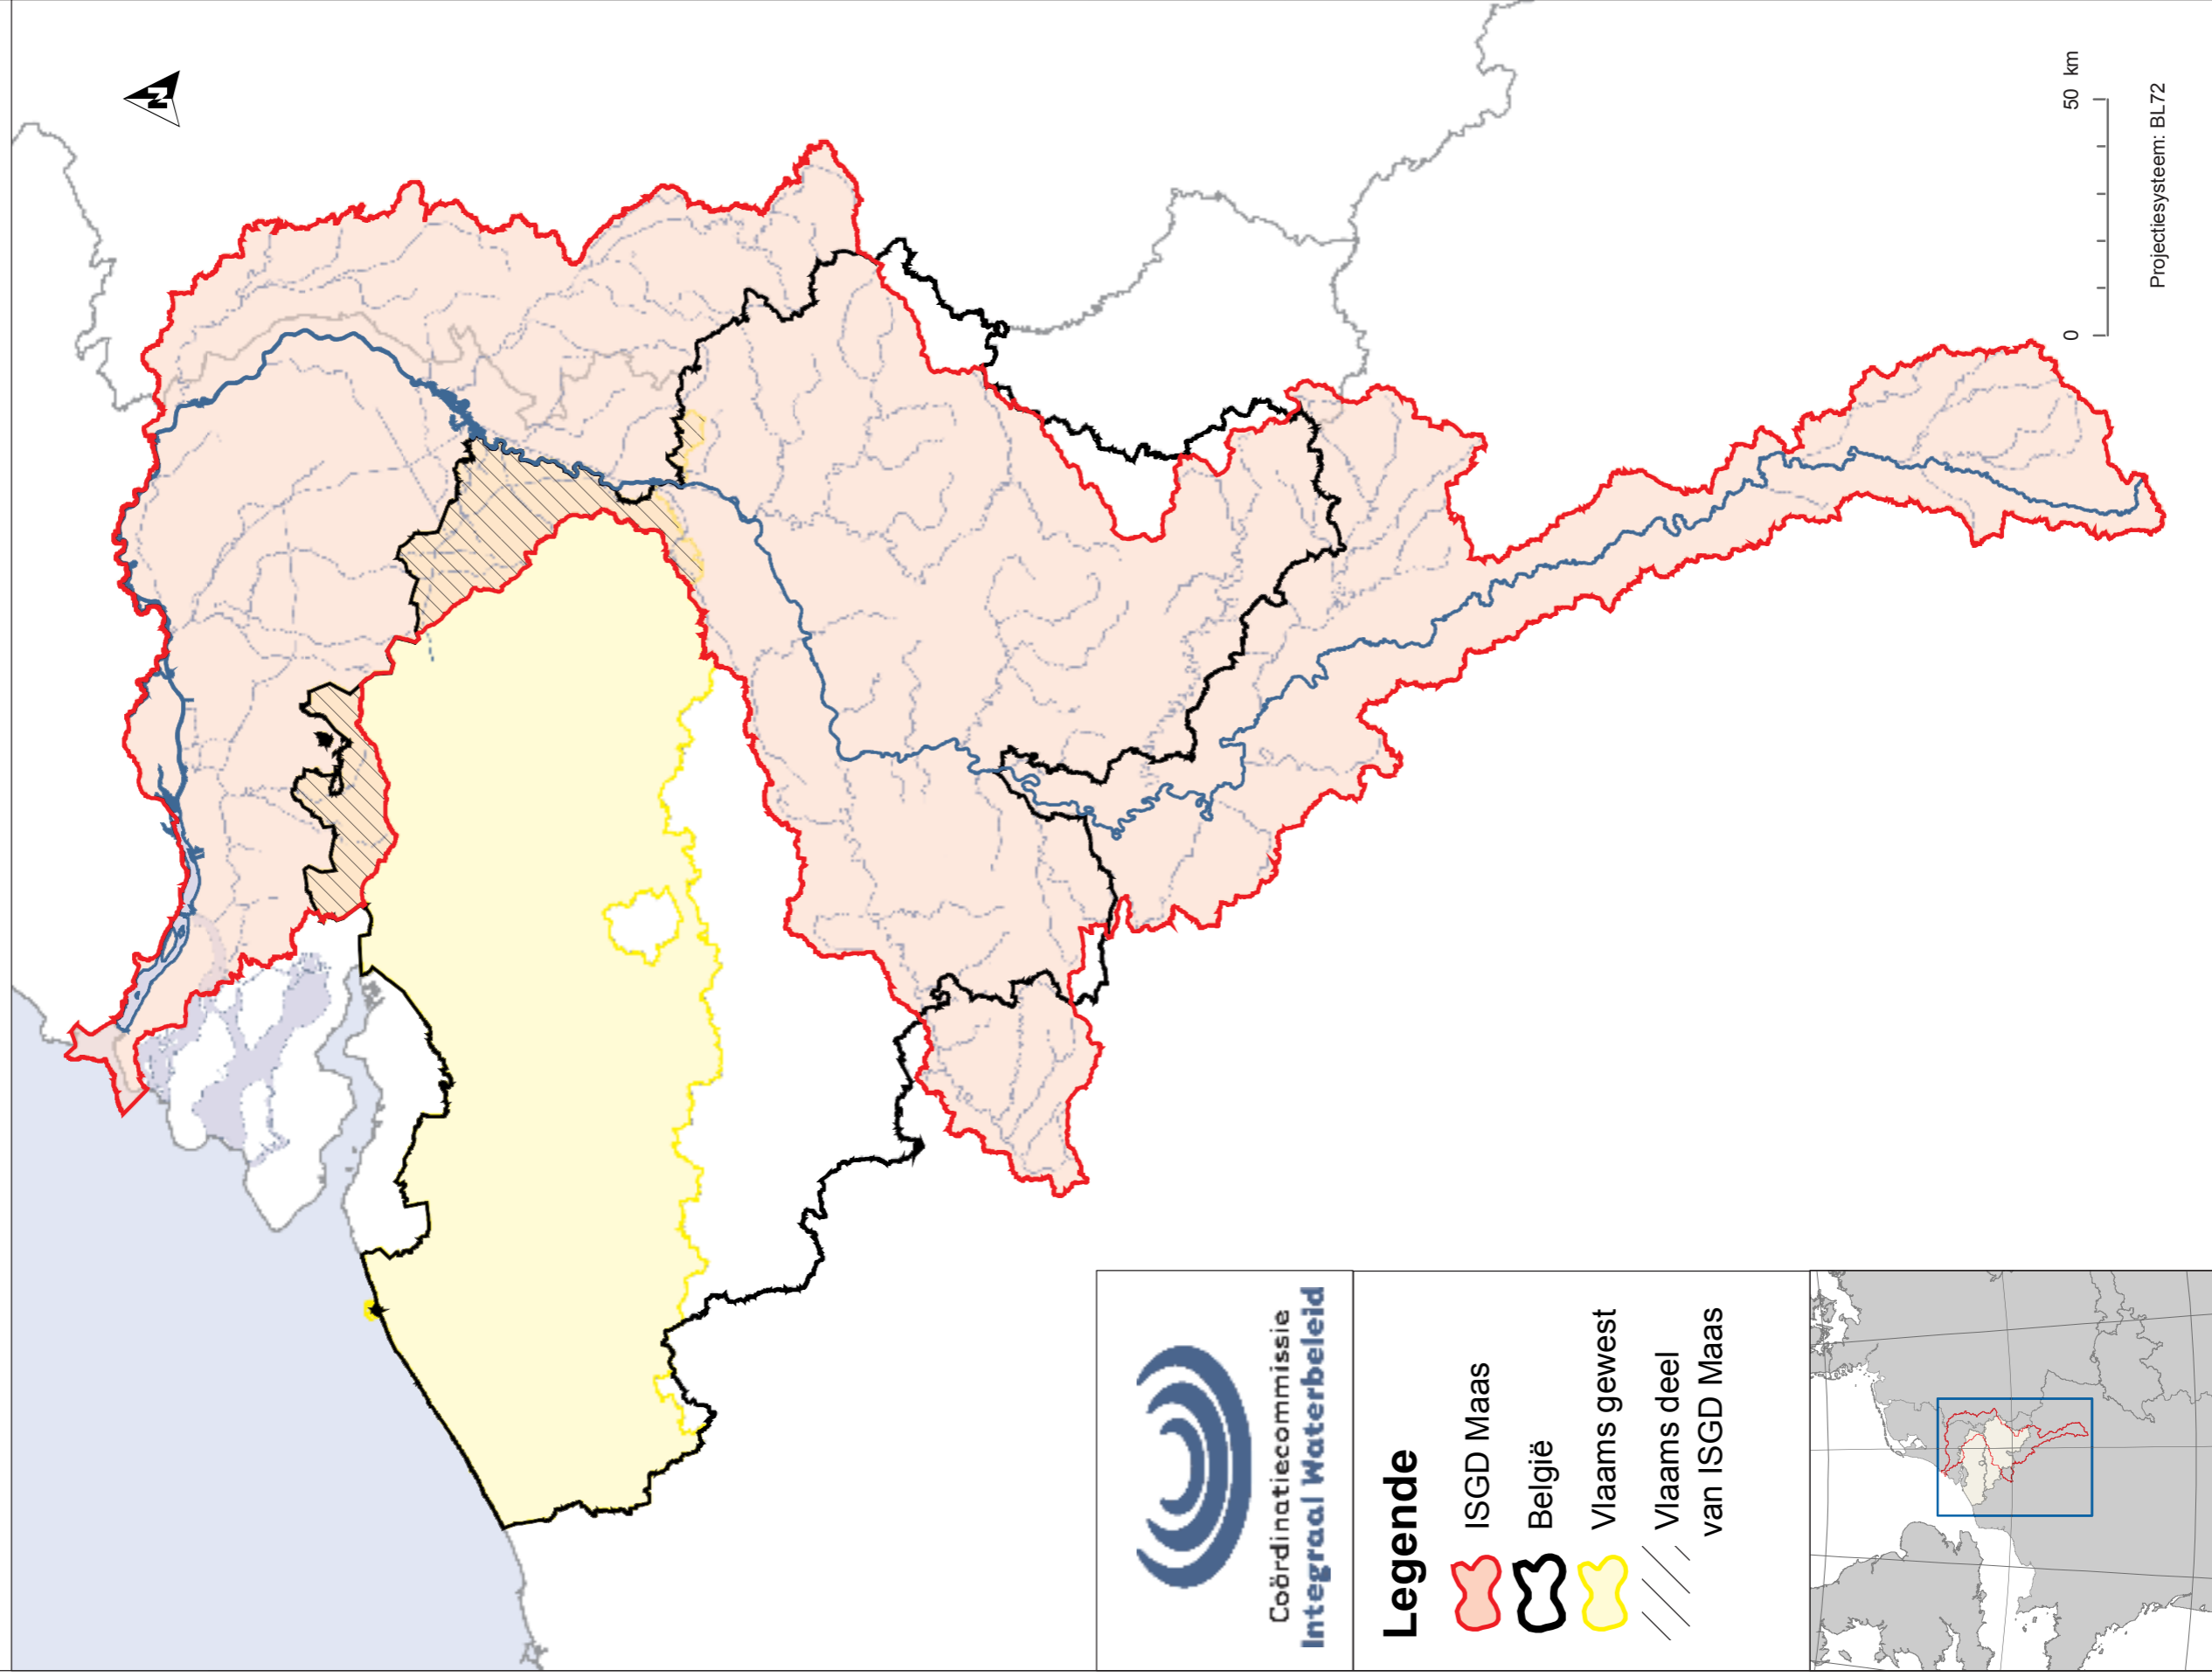 N
50 km
0
Projectiesysteem: BL72
Coördinatiecommissie
Integraal Waterbeleid
Legende
ISGD Maas
België
Vlaams gewest
Vlaams deel
van ISGD Maas